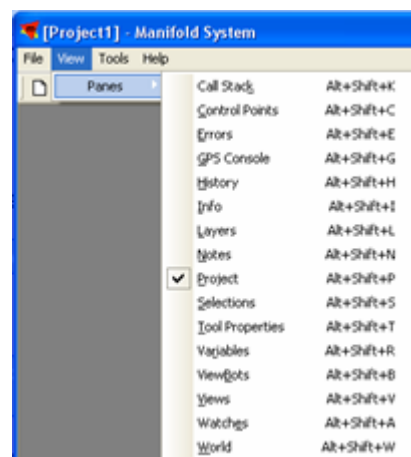 [Project1] - Manifold System
File View Tools Help
Panes
Call Stack Alt+Shift+K
Control Points Alt+Shift+C
Errors Alt+Shift+E
GPS Console Alt+Shift+G
History Alt+Shift+H
Info Alt+Shift+I
Layers Alt+Shift+L
Notes Alt+Shift+N
Project Alt+Shift+P
Selections Alt+Shift+S
Tool Properties Alt+Shift+T
Variables Alt+Shift+R
ViewBots Alt+Shift+B
Views Alt+Shift+V
Watches Alt+Shift+A
World Alt+Shift+W